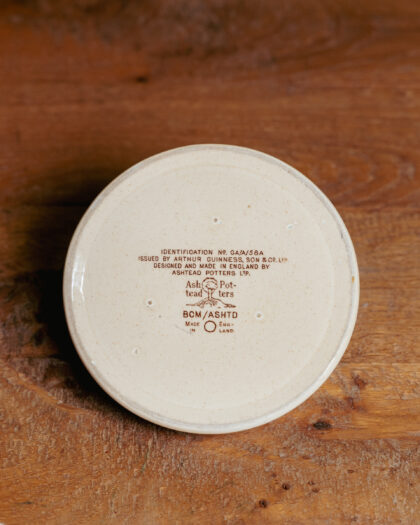 IDENTIFICATION NO. GA/A/58A
ISSUED BY ARTHUR GUINNESS, SON & CO. LTD.
DESIGNED AND MADE IN ENGLAND BY
ASHTEAD POTTERS LTD.
Ash Pot-
tead ters
BCM/ASHTD
MADE ENG-
IN LAND.